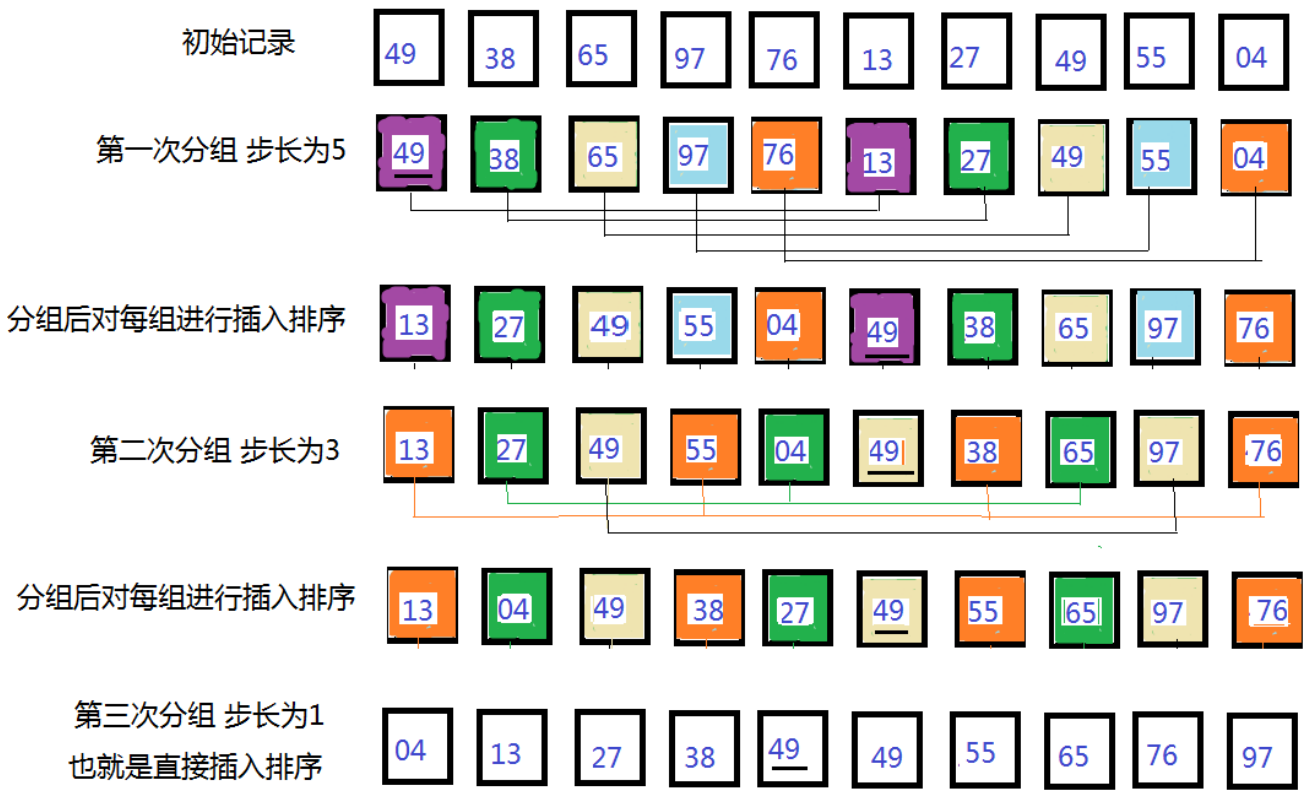 初始记录 49 38 65 97 76 13 27 49 55 04
第一次分组 步长为5 49 38 65 97 76 13 27 49 55 04
分组后对每组进行插入排序 13 27 49 55 04 49 38 65 97 76
第二次分组 步长为3 13 27 49 55 04 49 38 65 97 76
分组后对每组进行插入排序 13 04 49 38 27 49 55 65 97 76
第三次分组 步长为1
也就是直接插入排序 04 13 27 38 49 49 55 65 76 97